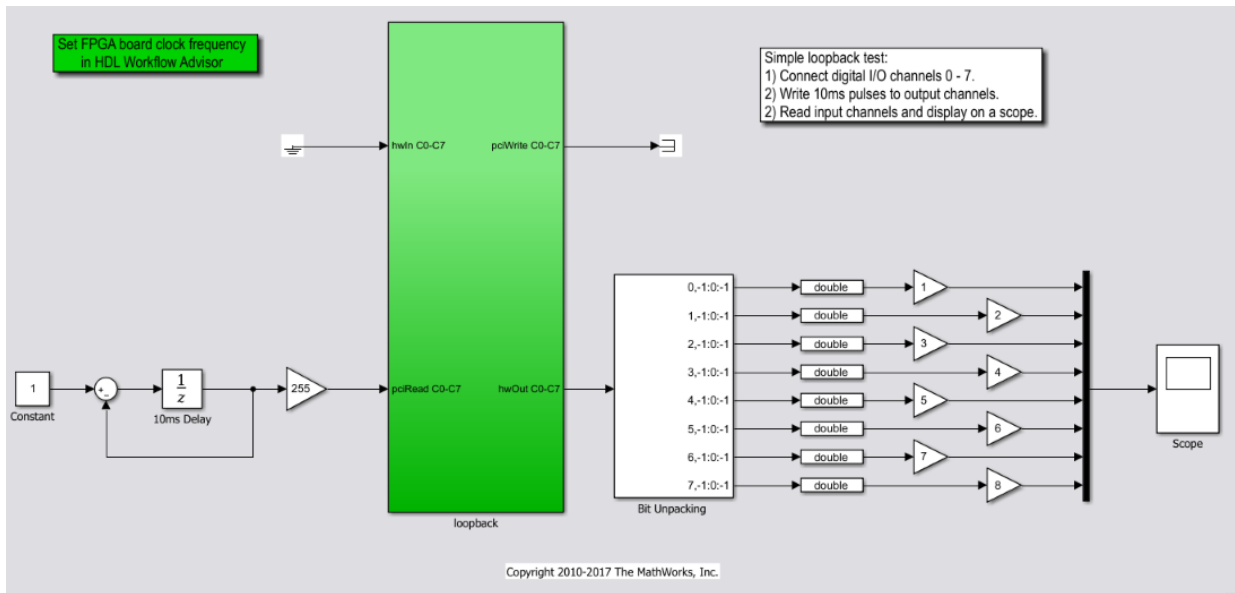 Set FPGA board clock frequency
in HDL Workflow Advisor
Simple loopback test:
1) Connect digital I/O channels 0 - 7.
2) Write 10ms pulses to output channels.
2) Read input channels and display on a scope.
hwIn C0-C7
pciWrite C0-C7
pciRead C0-C7
hwOut C0-C7
loopback
1
Constant
+
−
1
z
10ms Delay
255
0,-1:0:-1
1,-1:0:-1
2,-1:0:-1
3,-1:0:-1
4,-1:0:-1
5,-1:0:-1
6,-1:0:-1
7,-1:0:-1
Bit Unpacking
double
double
double
double
double
double
double
double
1
2
3
4
5
6
7
8
Scope
Copyright 2010-2017 The MathWorks, Inc.